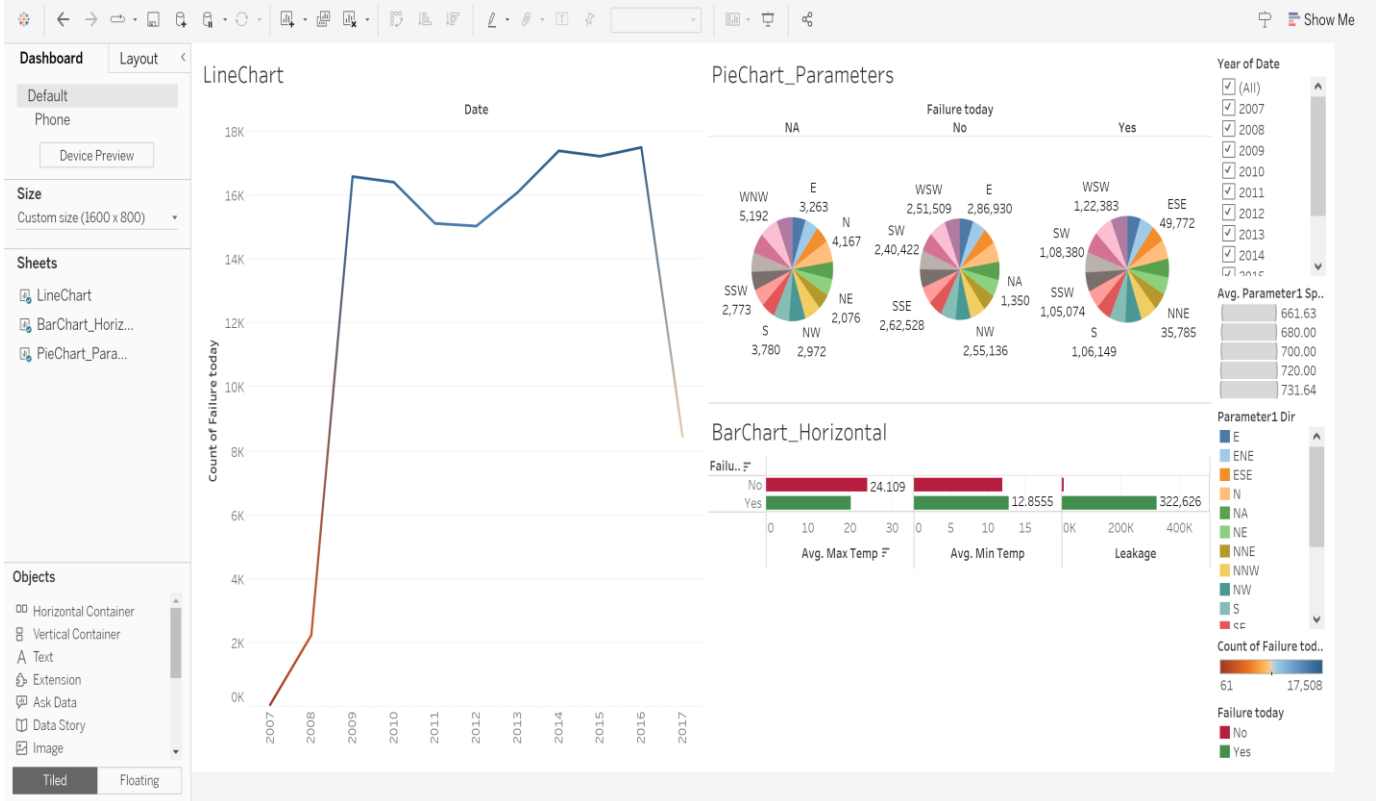 Show Me
Dashboard
Layout
Default
Phone
Device Preview
Size
Custom size (1600 x 800)
Sheets
LineChart
BarChart_Horiz...
PieChart_Para...
Objects
Horizontal Container
Vertical Container
Text
Extension
Ask Data
Data Story
Image
Tiled
Floating
LineChart
Date
Count of Failure today
18K
16K
14K
12K
10K
8K
6K
4K
2K
0K
2007
2008
2009
2010
2011
2012
2013
2014
2015
2016
2017
PieChart_Parameters
Failure today
NA
No
Yes
WNW
5,192
E
3,263
N
4,167
NE
2,076
NW
2,972
S
3,780
SSW
2,773
WSW
2,51,509
E
2,86,930
SW
2,40,422
NA
1,350
SSE
2,62,528
NW
2,55,136
WSW
1,22,383
ESE
49,772
SW
1,08,380
SSW
1,05,074
NNE
35,785
S
1,06,149
BarChart_Horizontal
Failu..
No
Yes
24.109
12.8555
322,626
0 10 20 30
0 5 10 15
0K 200K 400K
Avg. Max Temp
Avg. Min Temp
Leakage
Year of Date
(All)
2007
2008
2009
2010
2011
2012
2013
2014
2015
Avg. Parameter1 Sp..
661.63
680.00
700.00
720.00
731.64
Parameter1 Dir
E
ENE
ESE
N
NA
NE
NNE
NNW
NW
S
SE
Count of Failure tod..
61 17,508
Failure today
No
Yes